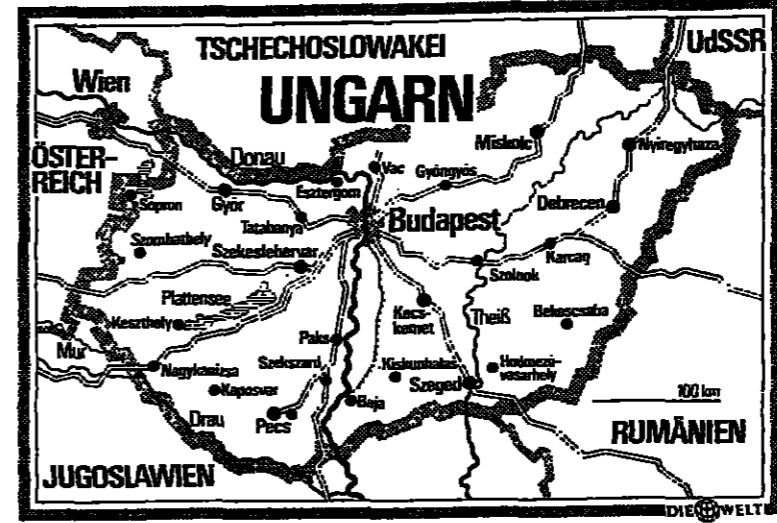 TSCHECHOSLOWAKEI
UdSSR
UNGARN
Wien
Miskolc
Nyiregyhaza
ÖSTER-
REICH
Donau
Vac
Gyöngyös
Esztergom
Sopron
Györ
Debrecen
Tatabanya
Budapest
Szombathely
Szekesfehervar
Karcag
Szolnok
Plattensee
Keszthely
Kecs-
kemet
Theiß
Bekescsaba
Paks
Mur
Nagykanizsa
Szekszard
Kiskunhalas
Hodmezö-
vasarhely
Kaposvar
Szeged
100 km
Baja
Drau
Pecs
RUMÄNIEN
JUGOSLAWIEN
DIE WELT